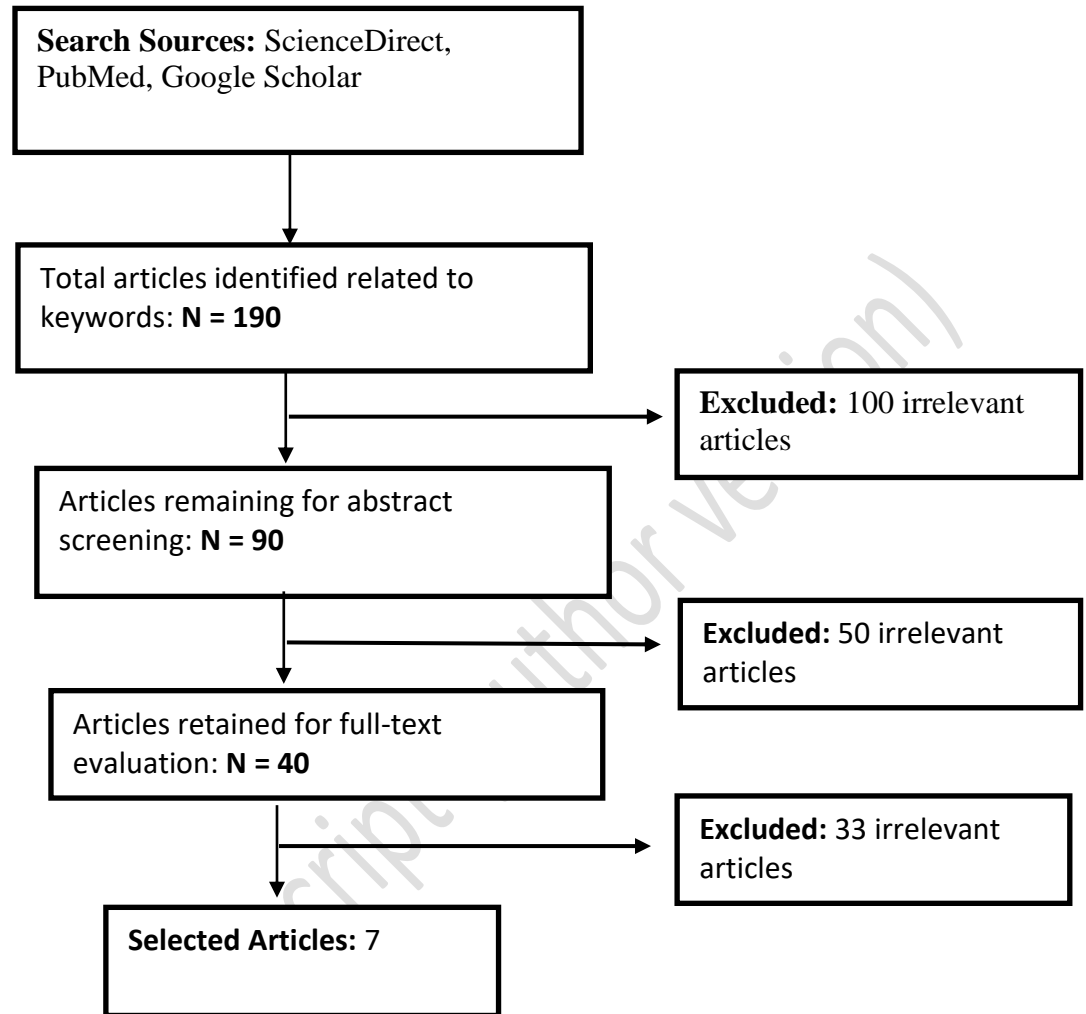 Search Sources: ScienceDirect,
PubMed, Google Scholar
Total articles identified related to
keywords: N = 190
Excluded: 100 irrelevant
articles
Articles remaining for abstract
screening: N = 90
Excluded: 50 irrelevant
articles
Articles retained for full-text
evaluation: N = 40
Excluded: 33 irrelevant
articles
Selected Articles: 7